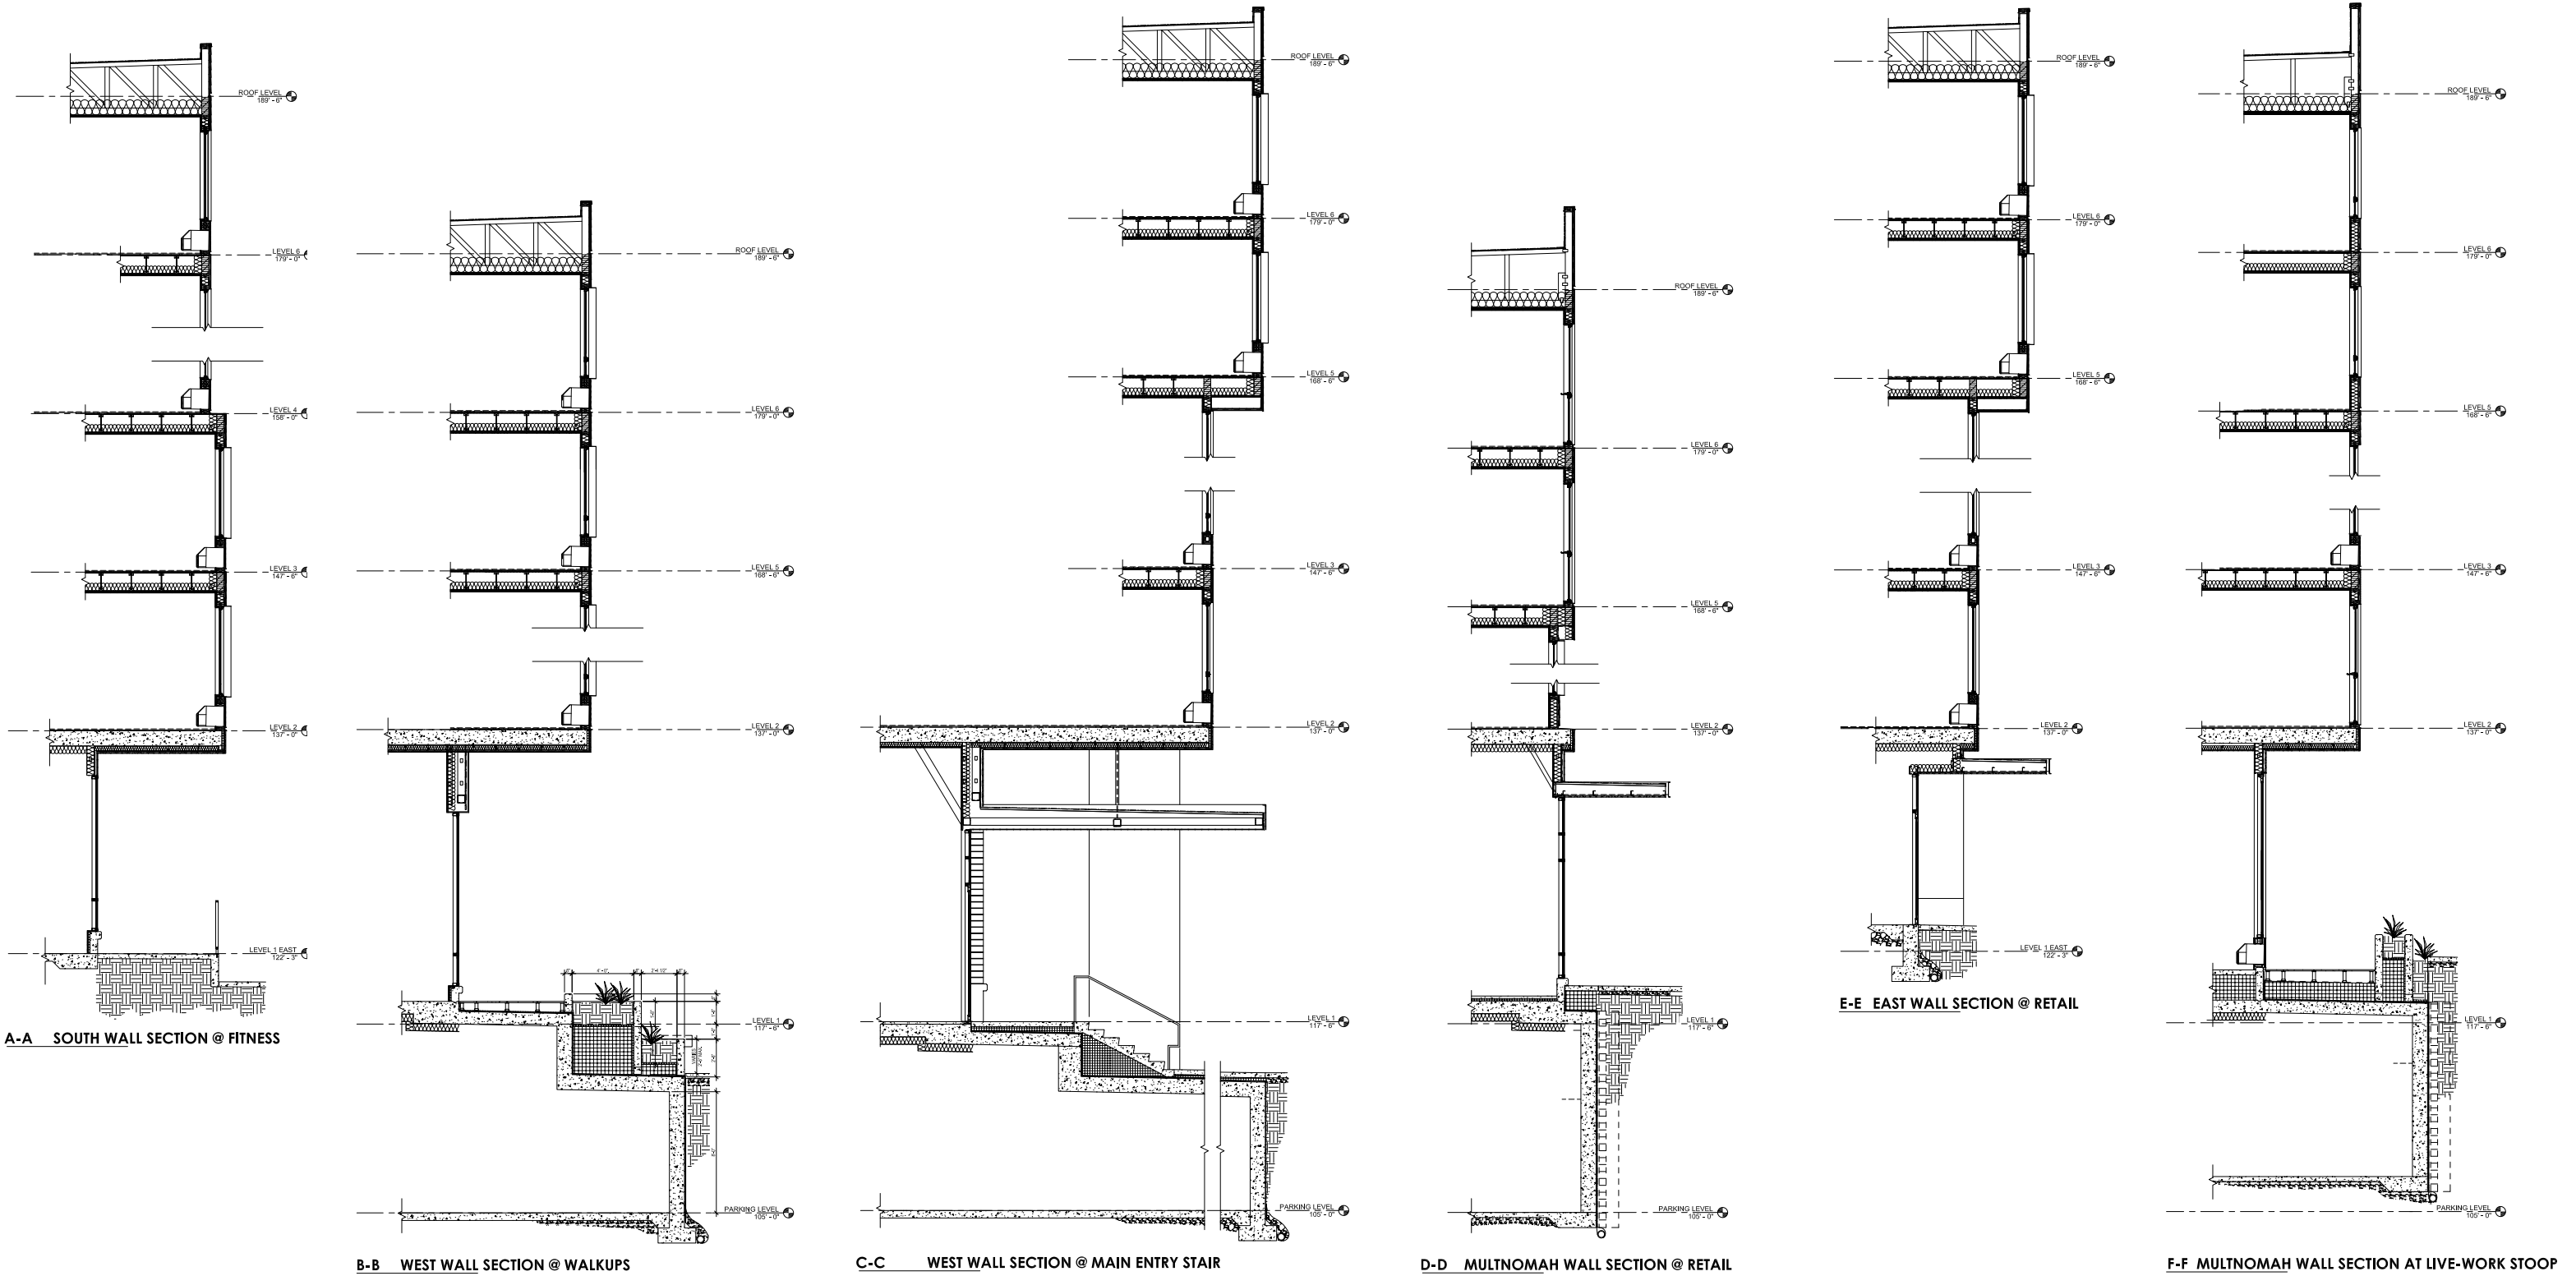 ROOF LEVEL
189' - 6"
LEVEL 6
179' - 0"
LEVEL 4
158' - 0"
LEVEL 3
147' - 6"
LEVEL 2
137' - 0"
LEVEL 1 EAST
122' - 3"
A-A SOUTH WALL SECTION @ FITNESS
ROOF LEVEL
189' - 6"
LEVEL 6
179' - 0"
LEVEL 5
168' - 6"
LEVEL 2
137' - 0"
LEVEL 1
117' - 6"
PARKING LEVEL
105' - 0"
B-B WEST WALL SECTION @ WALKUPS
ROOF LEVEL
189' - 6"
LEVEL 6
179' - 0"
LEVEL 5
168' - 6"
LEVEL 3
147' - 6"
LEVEL 2
137' - 0"
LEVEL 1
117' - 6"
PARKING LEVEL
105' - 0"
C-C WEST WALL SECTION @ MAIN ENTRY STAIR
ROOF LEVEL
189' - 6"
LEVEL 6
179' - 0"
LEVEL 5
168' - 6"
LEVEL 2
137' - 0"
LEVEL 1
117' - 6"
PARKING LEVEL
105' - 0"
D-D MULTNOMAH WALL SECTION @ RETAIL
ROOF LEVEL
189' - 6"
LEVEL 6
179' - 0"
LEVEL 5
168' - 6"
LEVEL 3
147' - 6"
LEVEL 2
137' - 0"
LEVEL 1 EAST
122' - 3"
E-E EAST WALL SECTION @ RETAIL
ROOF LEVEL
189' - 6"
LEVEL 6
179' - 0"
LEVEL 5
168' - 6"
LEVEL 3
147' - 6"
LEVEL 2
137' - 0"
LEVEL 1
117' - 6"
PARKING LEVEL
105' - 0"
F-F MULTNOMAH WALL SECTION AT LIVE-WORK STOOP